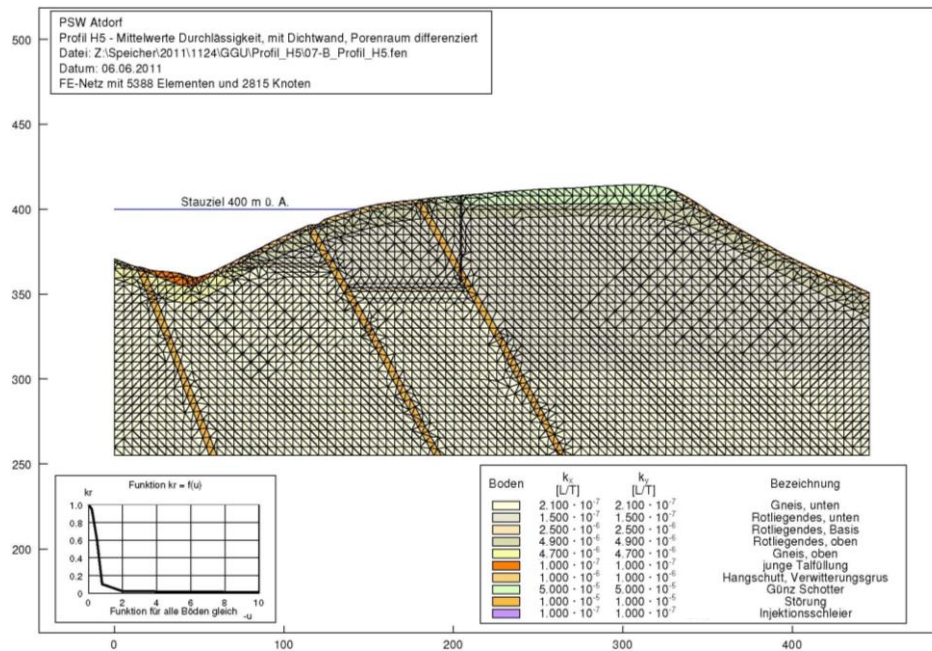 PSW Atdorf
Profil H5 - Mittelwerte Durchlässigkeit, mit Dichtwand, Porenraum differenziert
Datei: Z:\Speicher\2011\1124\GGU\Profil_H5\07-B_Profil_H5.fen
Datum: 06.06.2011
FE-Netz mit 5388 Elementen und 2815 Knoten
500
450
400
350
300
250
200
Stauziel 400 m ü. A.
Funktion kr = f(u)
kr
1.0
0.8
0.6
0.4
0.2
0
0 2 4 6 8 10
-u
Funktion für alle Böden gleich
Boden kx [L/T] ky [L/T] Bezeichnung
2.100 · 10⁻⁷ 2.100 · 10⁻⁷ Gneis, unten
1.500 · 10⁻⁷ 1.500 · 10⁻⁷ Rotliegendes, unten
2.500 · 10⁻⁶ 2.500 · 10⁻⁶ Rotliegendes, Basis
4.900 · 10⁻⁶ 4.900 · 10⁻⁶ Rotliegendes, oben
4.700 · 10⁻⁶ 4.700 · 10⁻⁶ Gneis, oben
1.000 · 10⁻⁷ 1.000 · 10⁻⁷ junge Talfüllung
1.000 · 10⁻⁶ 1.000 · 10⁻⁶ Hangschutt, Verwitterungsgrus
5.000 · 10⁻⁶ 5.000 · 10⁻⁶ Günz Schotter
1.000 · 10⁻⁵ 1.000 · 10⁻⁵ Störung
1.000 · 10⁻⁷ 1.000 · 10⁻⁷ Injektionsschleier
0 100 200 300 400